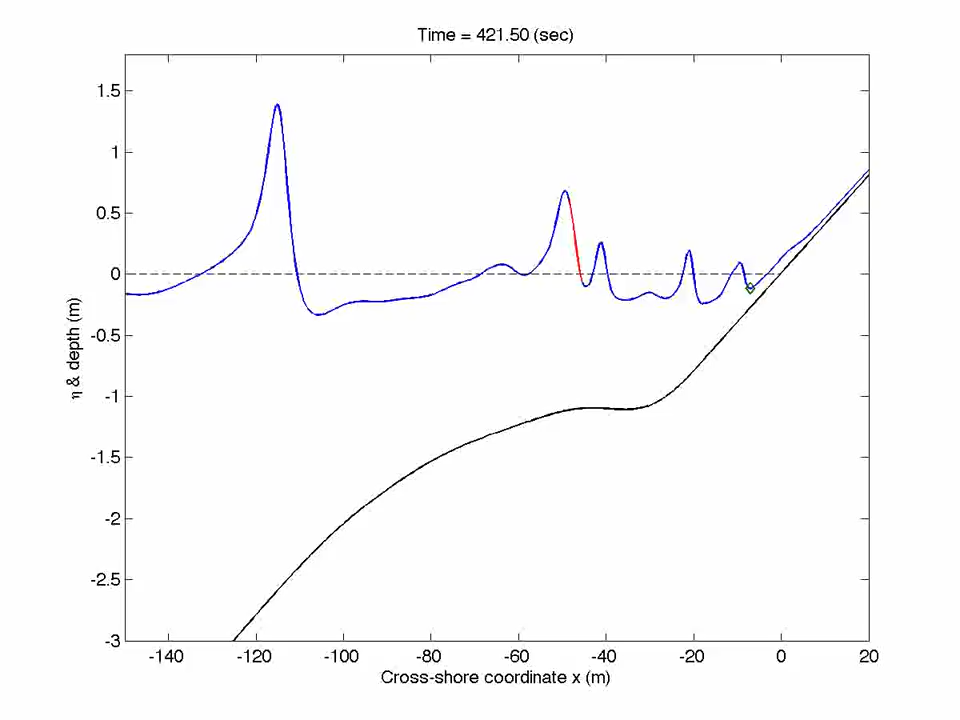 Time = 421.50 (sec)
1.5
1
0.5
0
-0.5
-1
-1.5
-2
-2.5
-3
η & depth (m)
-140 -120 -100 -80 -60 -40 -20 0 20
Cross-shore coordinate x (m)